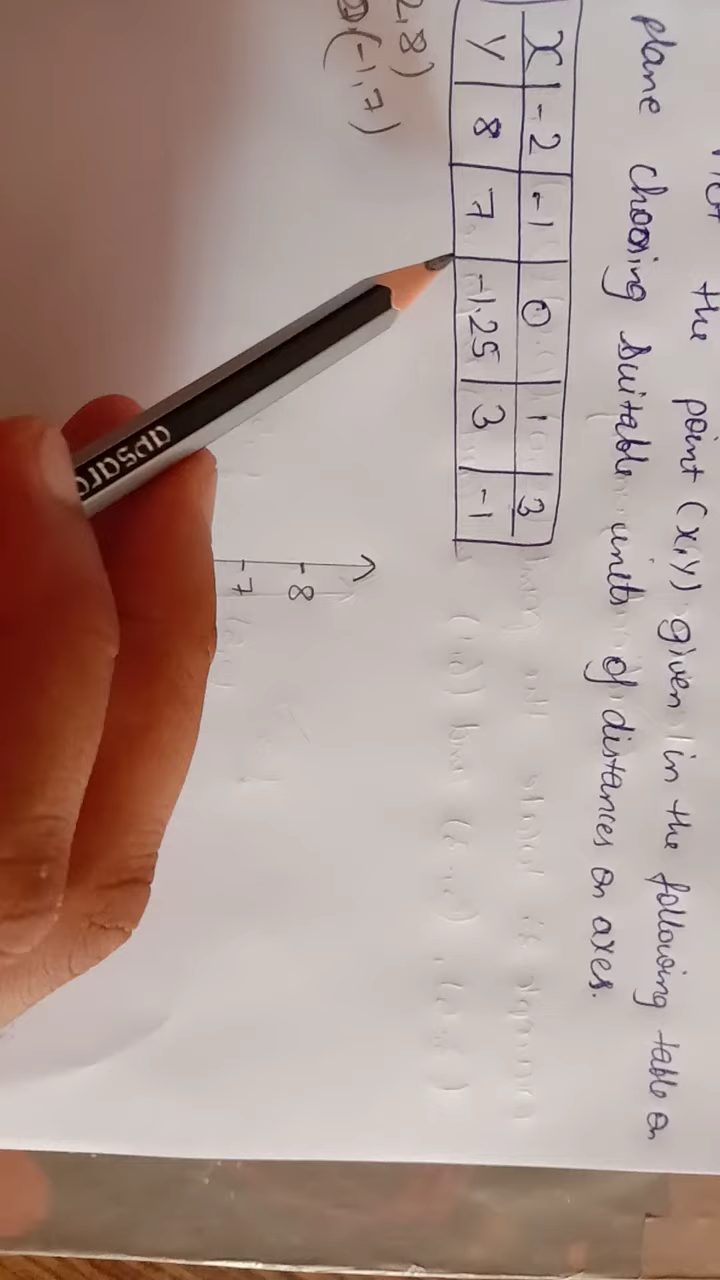 the point (x,y) given in the following table on
plane choosing suitable units of distances on axes.
x -2 -1 0 1 3
y 8 7 -1.25 3 -1
2,8)
(-1,7)
8
7
apsara